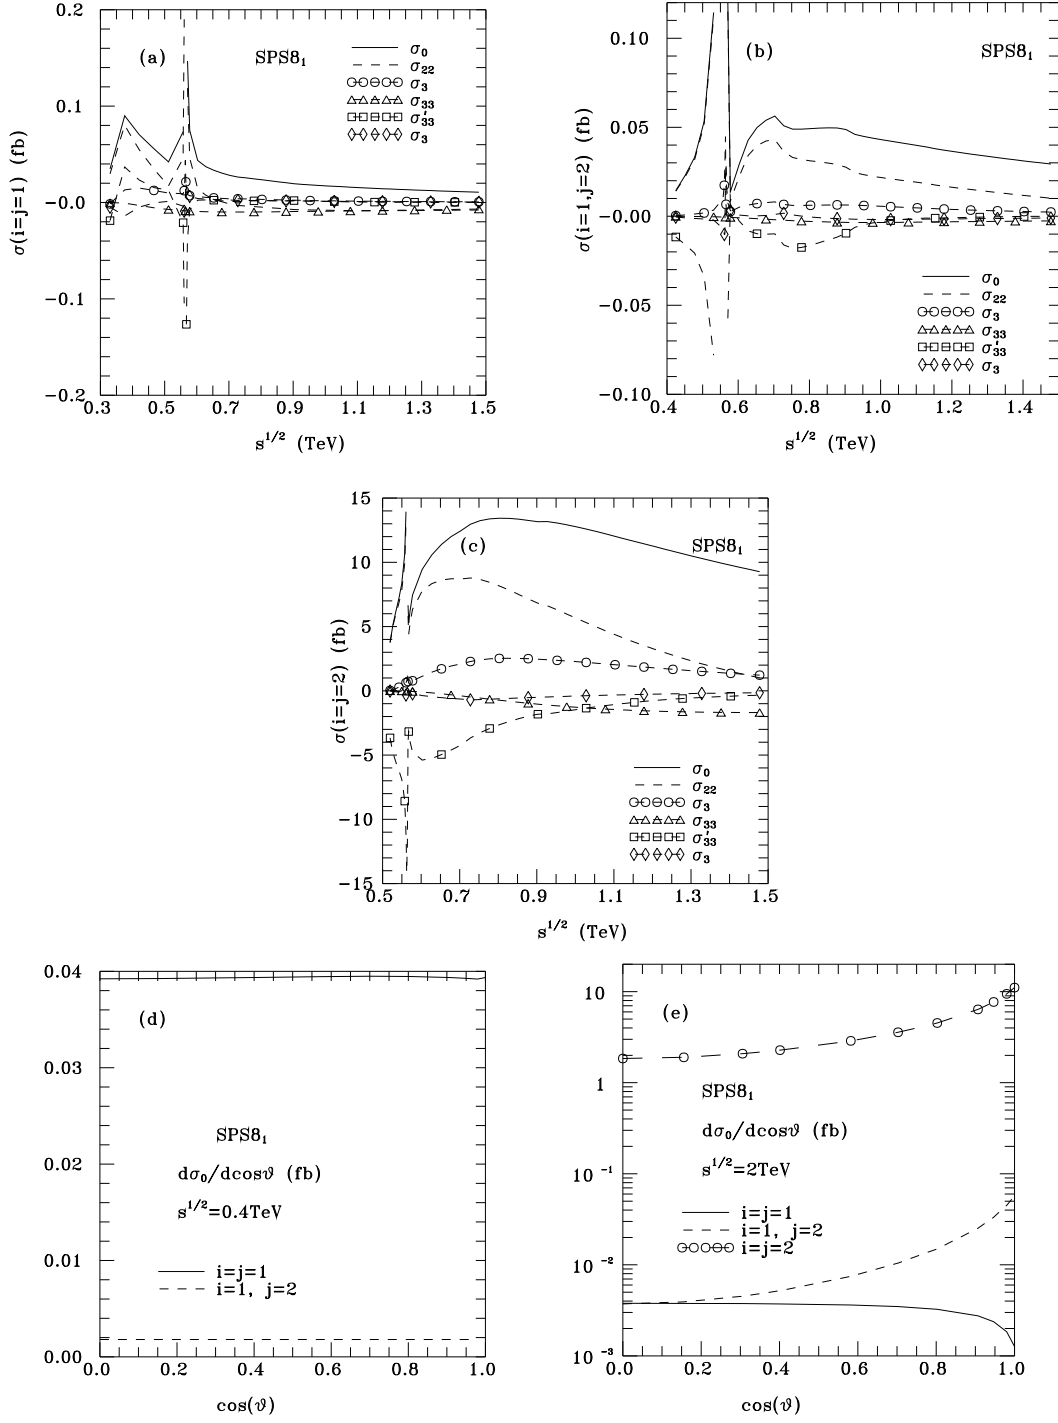 (a)
SPS8₁
σ₀
σ₂₂
σ₃
σ₃₃
σ′₃₃
σ₃
σ(i=j=1) (fb)
0.2
0.1
−0.0
−0.1
−0.2
0.3 0.5 0.7 0.9 1.1 1.3 1.5
s^{1/2} (TeV)
(b)
SPS8₁
σ(i=1,j=2) (fb)
0.10
0.05
−0.00
−0.05
−0.10
σ₀
σ₂₂
σ₃
σ₃₃
σ′₃₃
σ₃
0.4 0.6 0.8 1.0 1.2 1.4
s^{1/2} (TeV)
(c)
SPS8₁
σ(i=j=2) (fb)
15
10
5
0
−5
−10
−15
σ₀
σ₂₂
σ₃
σ₃₃
σ′₃₃
σ₃
0.5 0.7 0.9 1.1 1.3 1.5
s^{1/2} (TeV)
(d)
0.04
0.03
0.02
0.01
0.00
SPS8₁
dσ₀/dcosϑ (fb)
s^{1/2}=0.4TeV
i=j=1
i=1, j=2
0.0 0.2 0.4 0.6 0.8 1.0
cos(ϑ)
(e)
10
1
10⁻¹
10⁻²
10⁻³
SPS8₁
dσ₀/dcosϑ (fb)
s^{1/2}=2TeV
i=j=1
i=1, j=2
i=j=2
0.0 0.2 0.4 0.6 0.8 1.0
cos(ϑ)